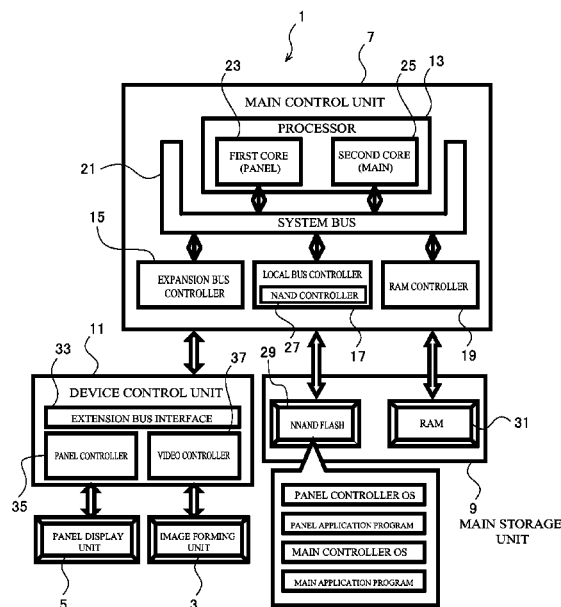 1
7
23
25
13
MAIN CONTROL UNIT
PROCESSOR
21
FIRST CORE
(PANEL)
SECOND CORE
(MAIN)
SYSTEM BUS
15
EXPANSION BUS
CONTROLLER
LOCAL BUS CONTROLLER
NAND CONTROLLER
RAM CONTROLLER
27
17
19
11
33
37
DEVICE CONTROL UNIT
EXTENSION BUS INTERFACE
PANEL CONTROLLER
VIDEO CONTROLLER
35
29
NNAND FLASH
RAM
31
9
MAIN STORAGE
UNIT
PANEL DISPLAY
UNIT
IMAGE FORMING
UNIT
5
3
PANEL CONTROLLER OS
PANEL APPLICATION PROGRAM
MAIN CONTROLLER OS
MAIN APPLICATION PROGRAM